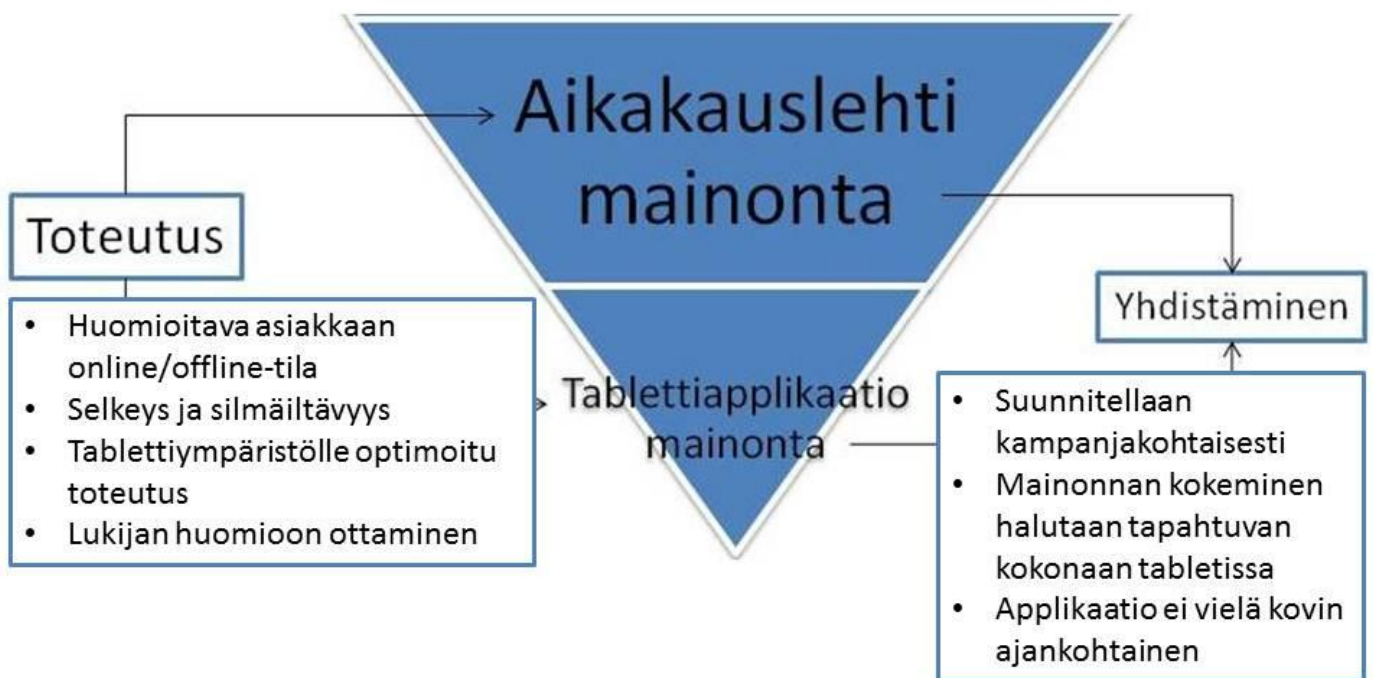 Aikakauslehti
mainonta
Toteutus
• Huomioitava asiakkaan
online/offline-tila
• Selkeys ja silmäiltävyys
• Tablettiympäristölle optimoitu
toteutus
• Lukijan huomioon ottaminen
Tablettiapplikaatio
mainonta
Yhdistäminen
• Suunnitellaan
kampanjakohtaisesti
• Mainonnan kokeminen
halutaan tapahtuvan
kokonaan tabletissa
• Applikaatio ei vielä kovin
ajankohtainen